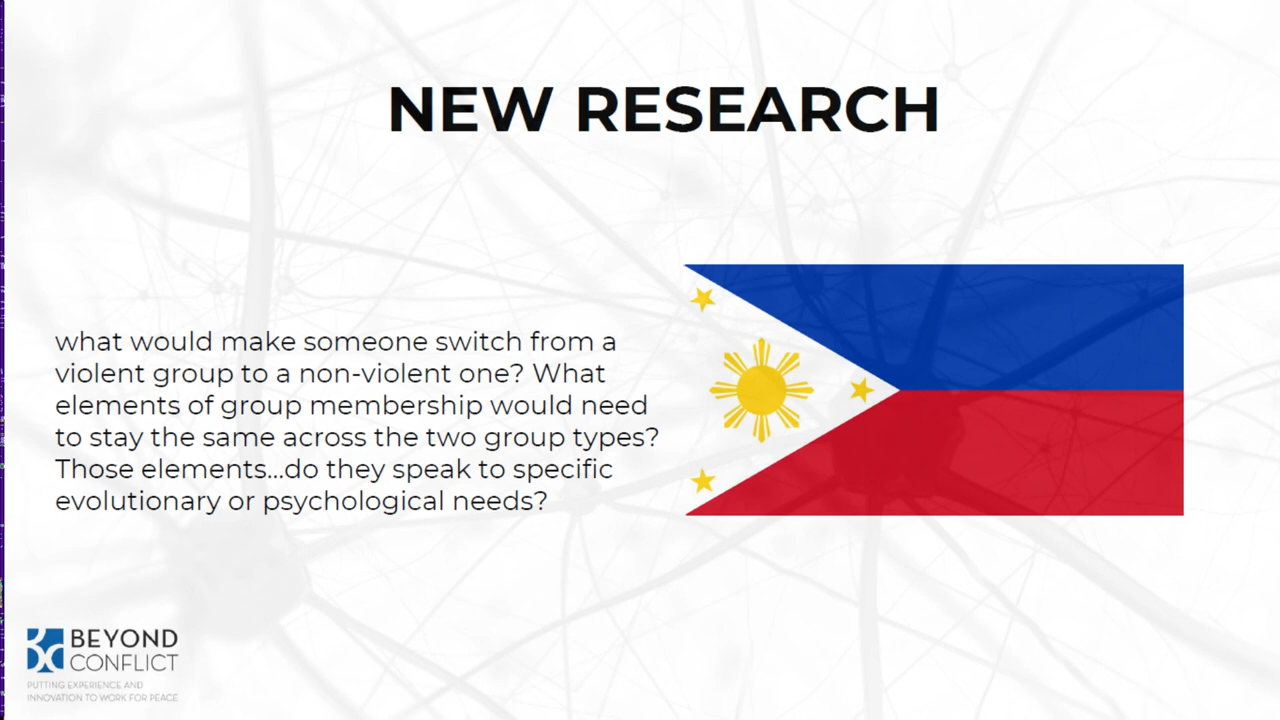 NEW RESEARCH
what would make someone switch from a
violent group to a non-violent one? What
elements of group membership would need
to stay the same across the two group types?
Those elements...do they speak to specific
evolutionary or psychological needs?
BEYOND
CONFLICT
PUTTING EXPERIENCE AND
INNOVATION TO WORK FOR PEACE